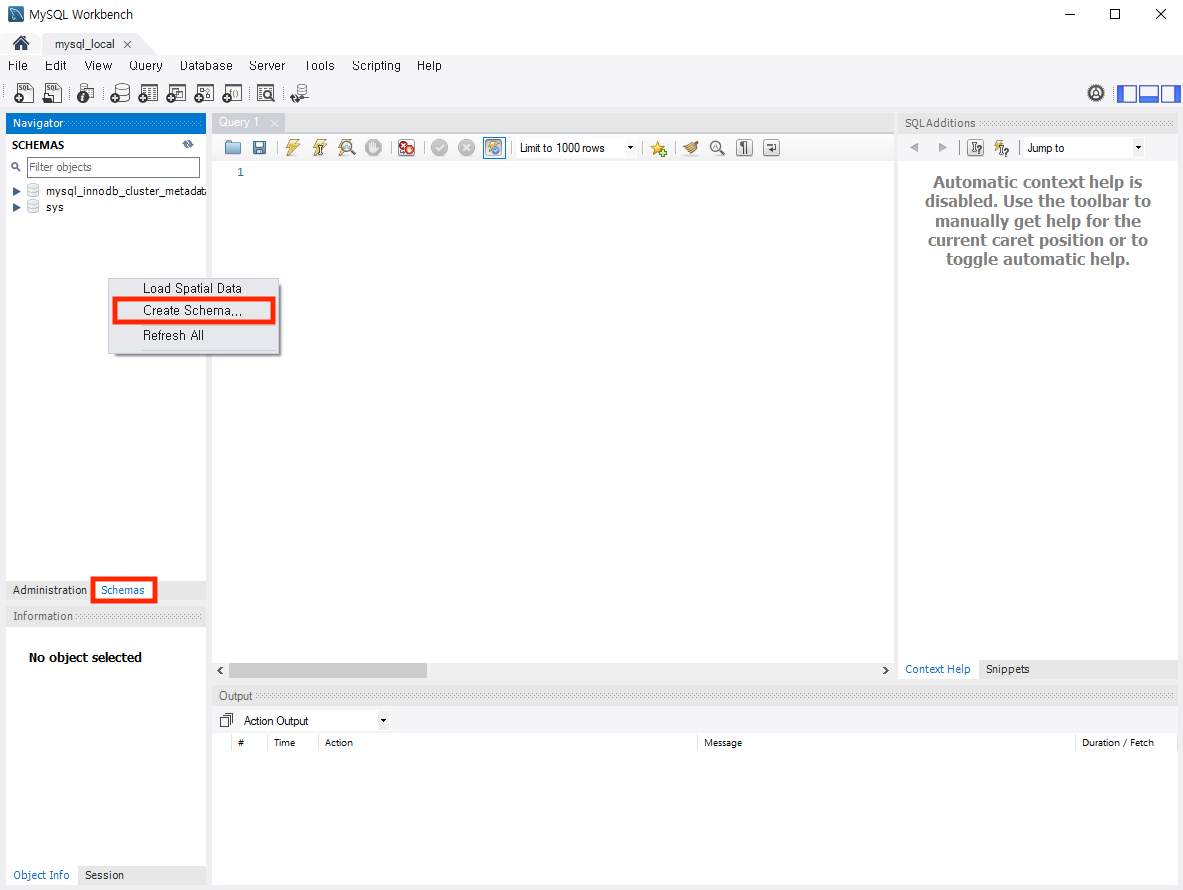 MySQL Workbench
mysql_local
File Edit View Query Database Server Tools Scripting Help
Navigator
SCHEMAS
Filter objects
mysql_innodb_cluster_metadat
sys
Load Spatial Data
Create Schema...
Refresh All
Administration Schemas
Information
No object selected
Object Info Session
Query 1
Limit to 1000 rows
1
SQLAdditions
Jump to
Automatic context help is
disabled. Use the toolbar to
manually get help for the
current caret position or to
toggle automatic help.
Context Help Snippets
Output
Action Output
# Time Action Message Duration / Fetch